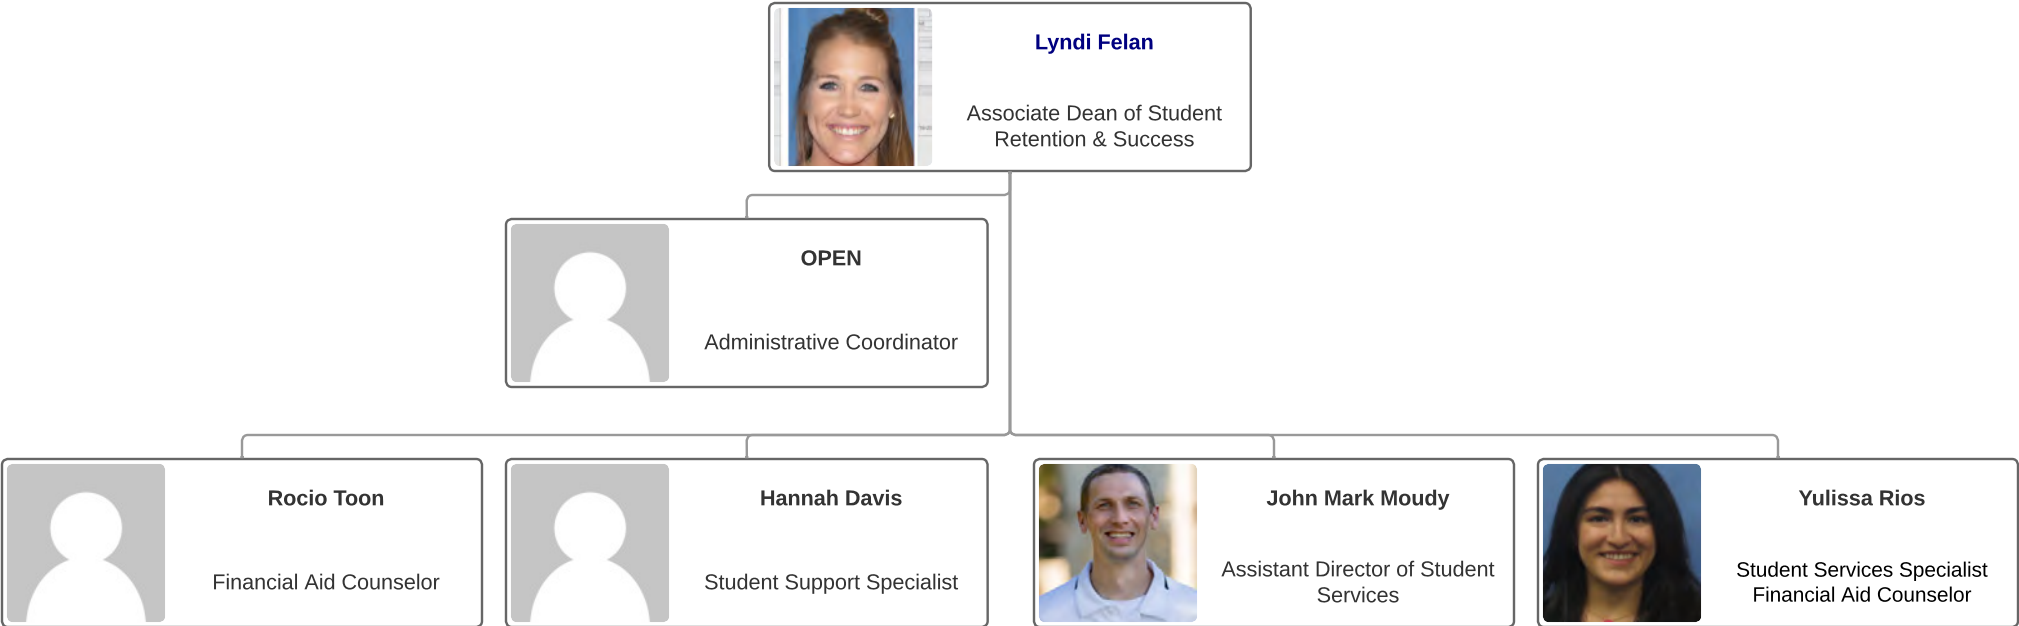 Lyndi Felan
Associate Dean of Student
Retention & Success
OPEN
Administrative Coordinator
Rocio Toon
Financial Aid Counselor
Hannah Davis
Student Support Specialist
John Mark Moudy
Assistant Director of Student
Services
Yulissa Rios
Student Services Specialist
Financial Aid Counselor